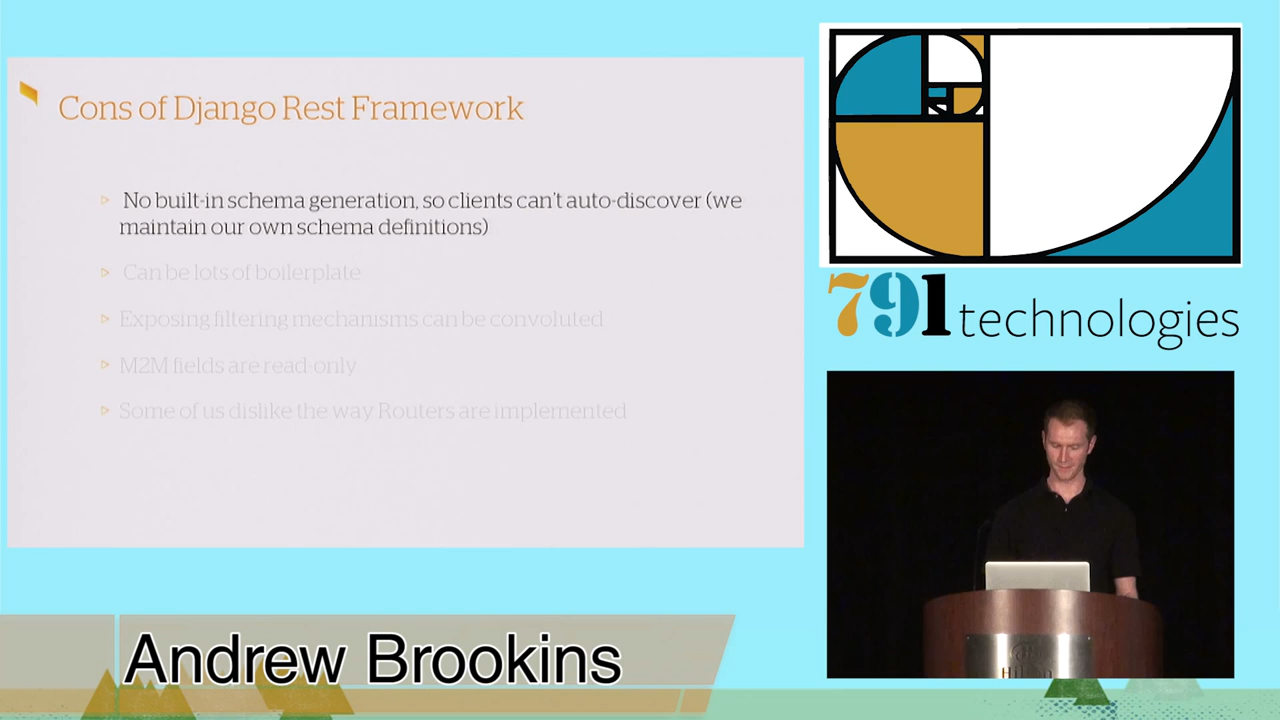 Cons of Django Rest Framework
No built-in schema generation, so clients can't auto-discover (we
maintain our own schema definitions)
Can be lots of boilerplate
Exposing filtering mechanisms can be convoluted
M2M fields are read-only
Some of us dislike the way Routers are implemented
791 technologies
Andrew Brookins